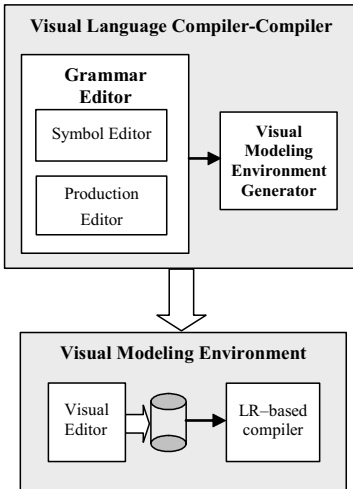 Visual Language Compiler-Compiler
Grammar
Editor
Symbol Editor
Production
Editor
Visual
Modeling
Environment
Generator
Visual Modeling Environment
Visual
Editor
LR–based
compiler